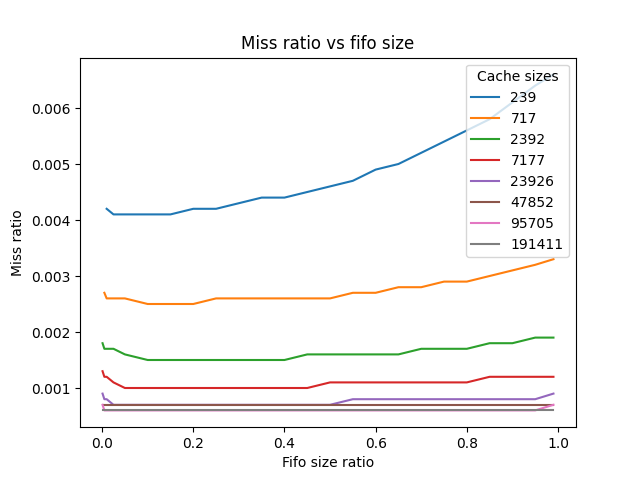 Miss ratio vs fifo size
Cache sizes
239
717
2392
7177
23926
47852
95705
191411
Miss ratio
0.006
0.005
0.004
0.003
0.002
0.001
0.0 0.2 0.4 0.6 0.8 1.0
Fifo size ratio